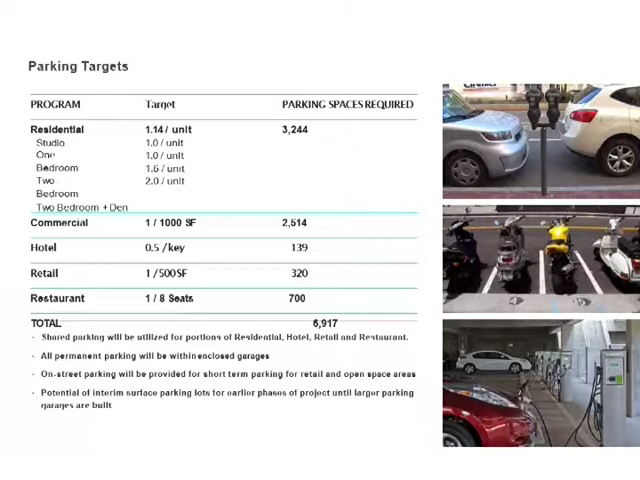 Parking Targets
PROGRAM Target PARKING SPACES REQUIRED
Residential 1.14 / unit 3,244
Studio 1.0 / unit
One 1.0 / unit
Bedroom 1.6 / unit
Two 2.0 / unit
Bedroom
Two Bedroom + Den
Commercial 1 / 1000 SF 2,514
Hotel 0.5 / key 139
Retail 1 / 500 SF 320
Restaurant 1 / 8 Seats 700
TOTAL 6,917
· Shared parking will be utilized for portions of Residential, Hotel, Retail and Restaurant.
· All permanent parking will be within enclosed garages
· On-street parking will be provided for short term parking for retail and open space areas
· Potential of interim surface parking lots for earlier phases of project until larger parking
garages are built